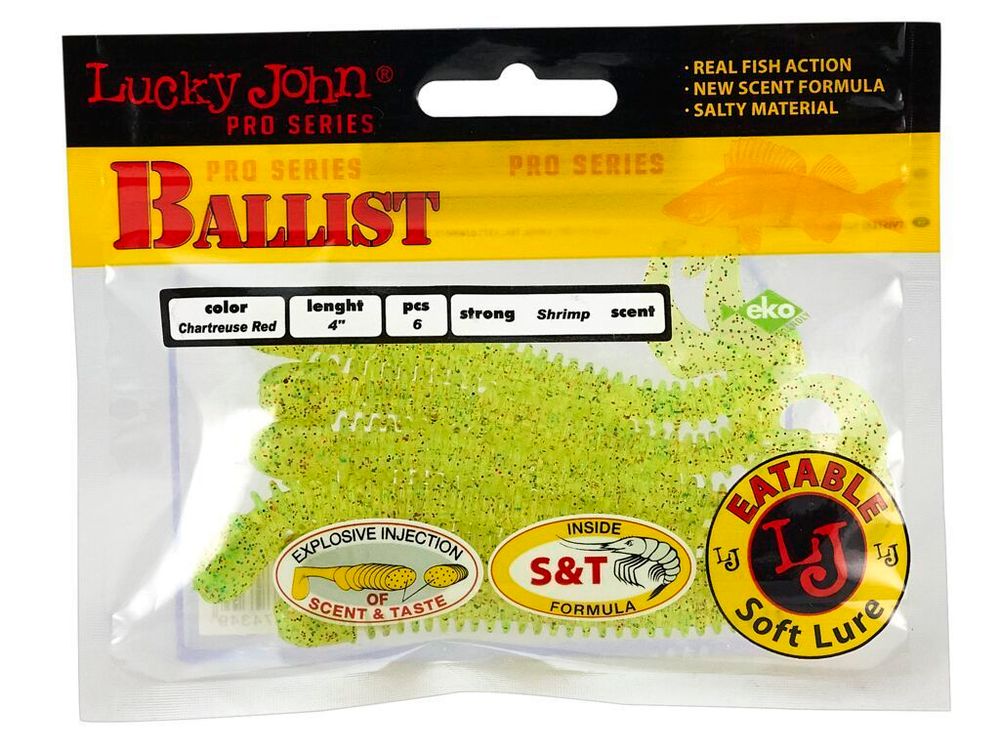 Lucky John®
PRO SERIES
· REAL FISH ACTION
· NEW SCENT FORMULA
· SALTY MATERIAL
PRO SERIES PRO SERIES
BALLIST
color lenght pcs strong Shrimp scent
Chartreuse Red 4" 6
eko
EXPLOSIVE INJECTION
OF
SCENT & TASTE
INSIDE
S&T
FORMULA
EATABLE
LJ LJ LJ
Soft Lure